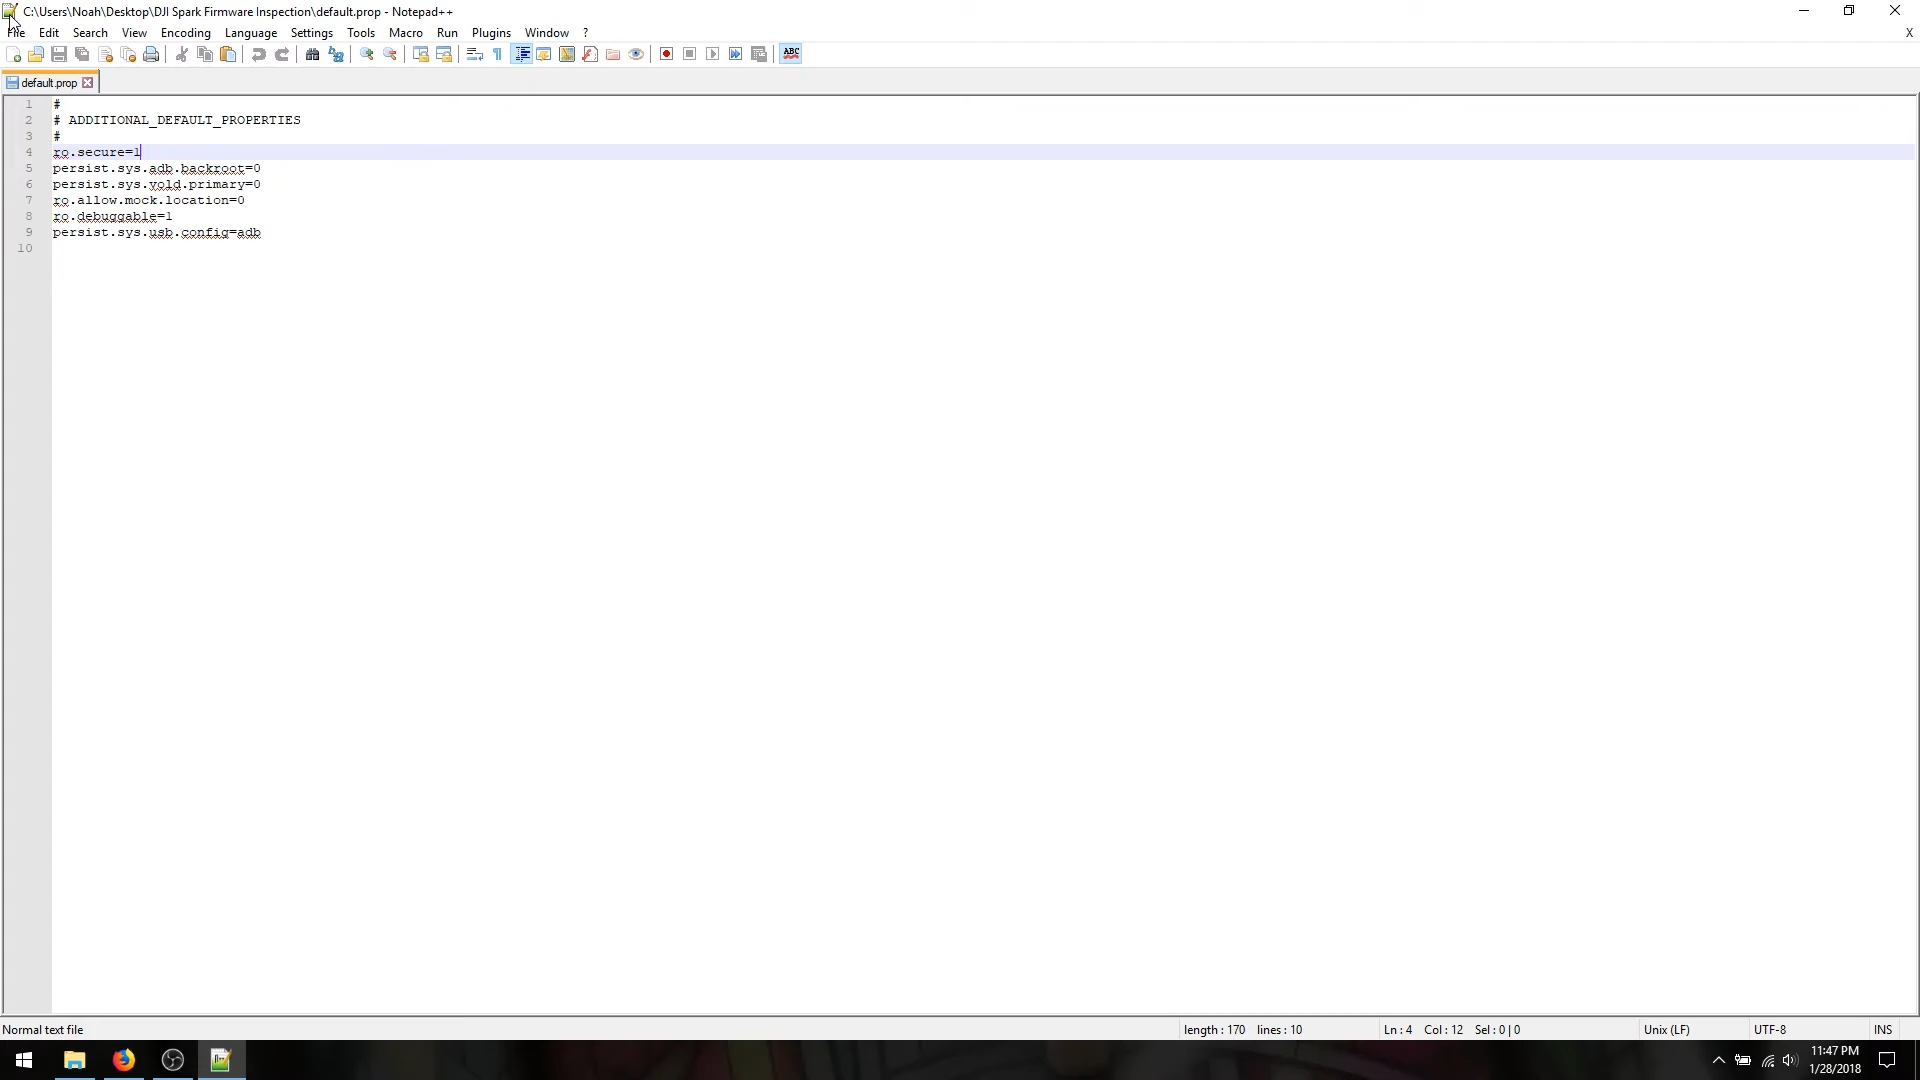 C:\Users\Noah\Desktop\DJI Spark Firmware Inspection\default.prop - Notepad++
File Edit Search View Encoding Language Settings Tools Macro Run Plugins Window ? X
ABC
default.prop
1 #
2 # ADDITIONAL_DEFAULT_PROPERTIES
3 #
4 ro.secure=1
5 persist.sys.adb.backroot=0
6 persist.sys.vold.primary=0
7 ro.allow.mock.location=0
8 ro.debuggable=1
9 persist.sys.usb.config=adb
10
Normal text file length : 170 lines : 10 Ln : 4 Col : 12 Sel : 0 | 0 Unix (LF) UTF-8 INS
11:47 PM
1/28/2018